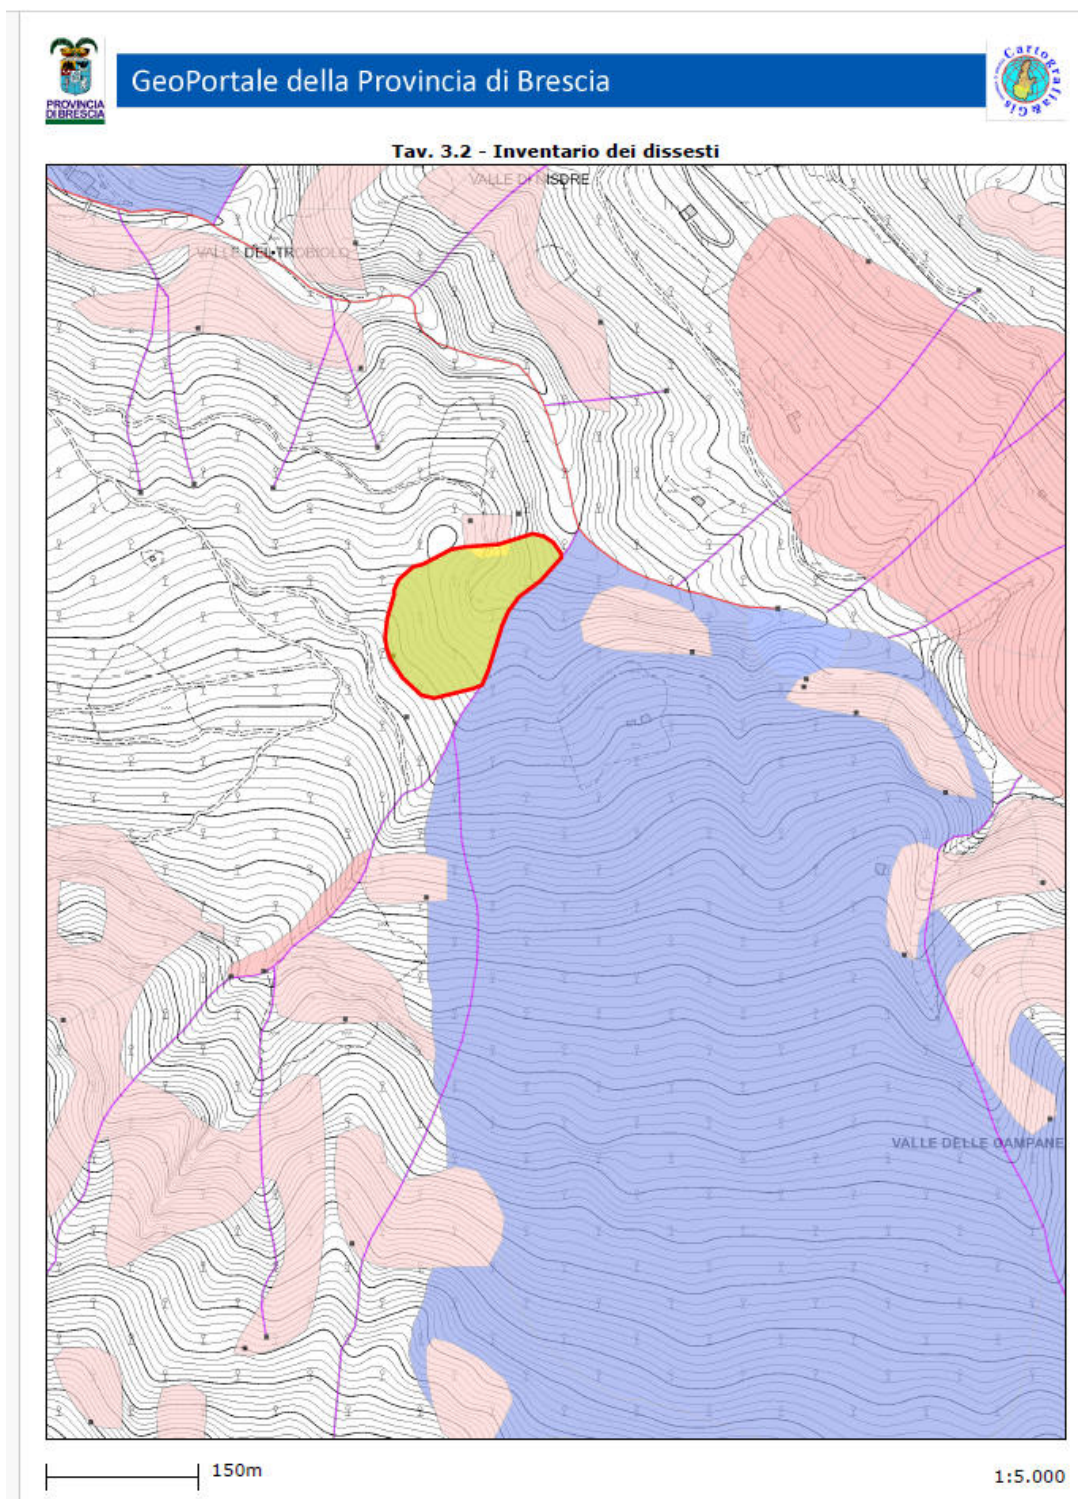 GeoPortale della Provincia di Brescia
PROVINCIA
DI BRESCIA
Cartografia & Gis
Tav. 3.2 - Inventario dei dissesti
VALLE DI NISDRE
VALLE DEL TROBIOLO
VALLE DELLE CAMPANE
150m
1:5.000